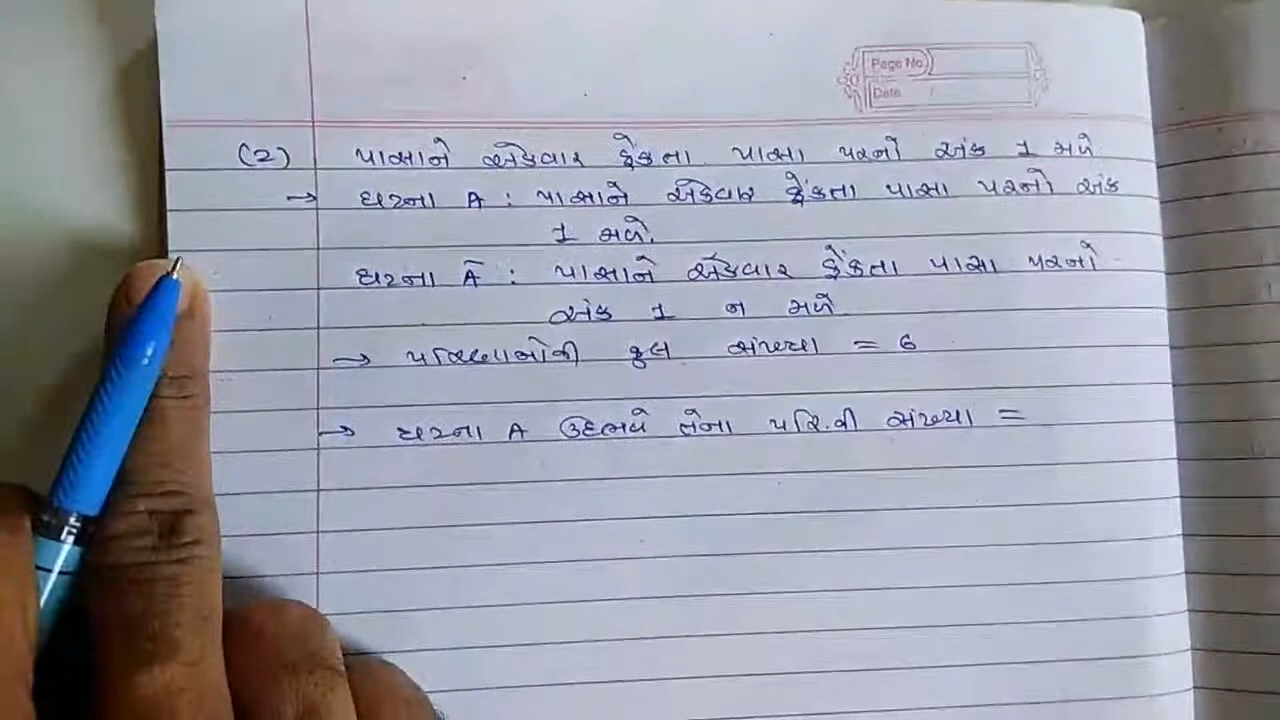 Page No
Date
(2) પાસાને એકવાર ફેંકતા પાસા પરનો અંક 1 મળે
→ ઘટના A : પાસાને એકવાર ફેંકતા પાસા પરનો અંક
1 મળે.
ઘટના Ā : પાસાને એકવાર ફેંકતા પાસા પરનો
અંક 1 ન મળે
→ પરિણામોની કુલ સંખ્યા = 6
→ ઘટના A ઉદ્દભવે તેના પરિ.ની સંખ્યા =